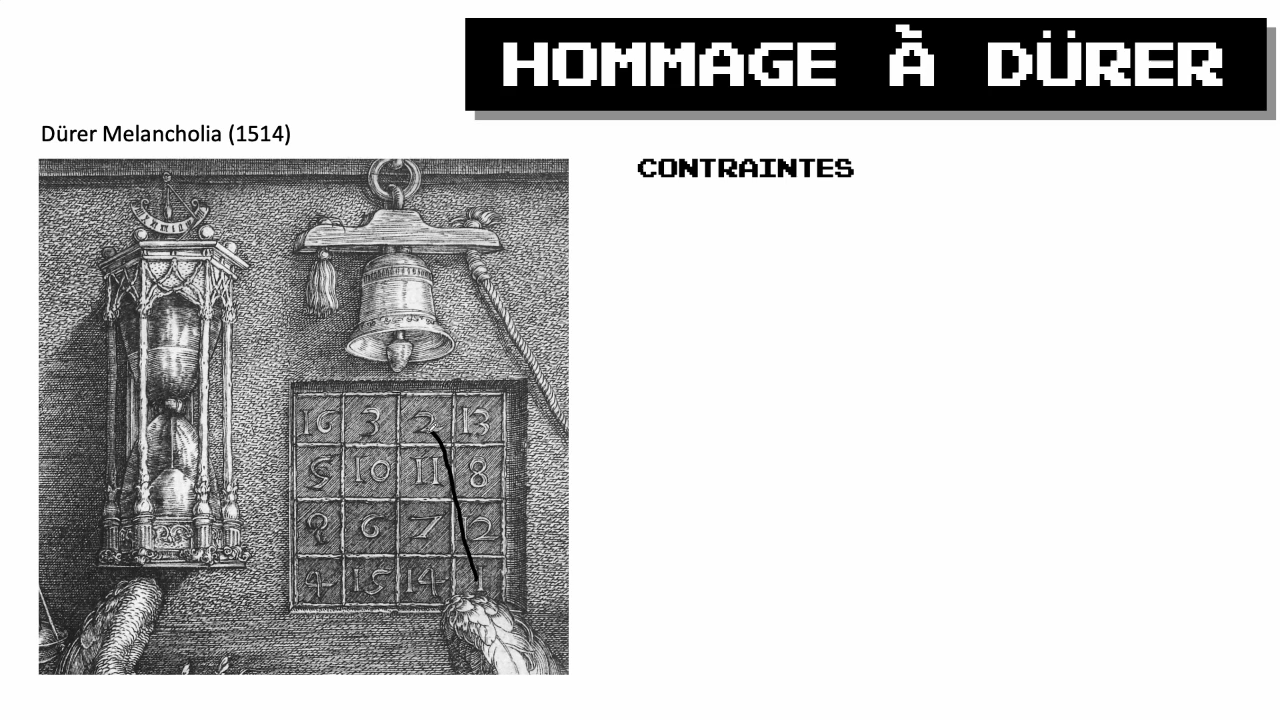 HOMMAGE À DÜRER
Dürer Melancholia (1514)
CONTRAINTES
16 3 2 13
5 10 11 8
9 6 7 12
4 15 14 1